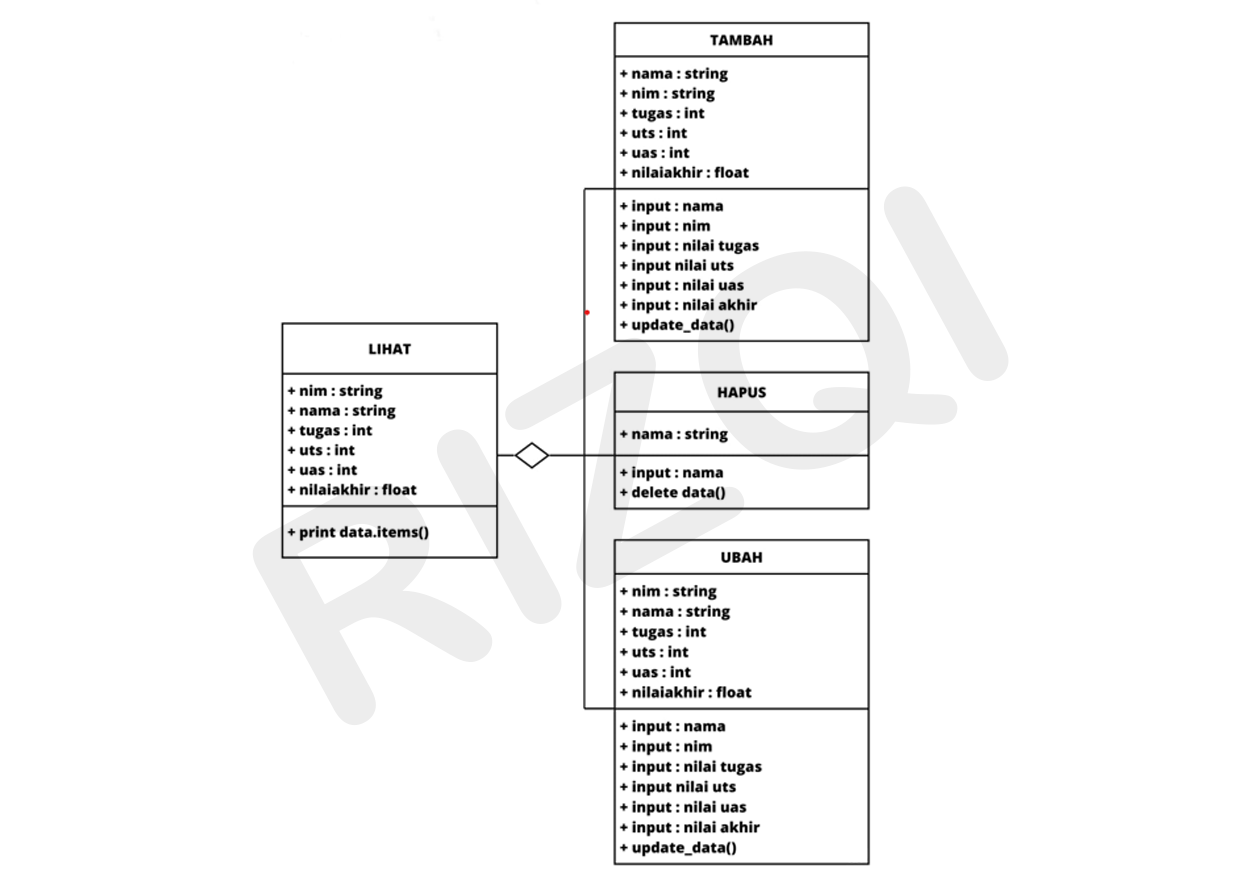 TAMBAH
+ nama : string
+ nim : string
+ tugas : int
+ uts : int
+ uas : int
+ nilaiakhir : float
+ input : nama
+ input : nim
+ input : nilai tugas
+ input nilai uts
+ input : nilai uas
+ input : nilai akhir
+ update_data()
LIHAT
+ nim : string
+ nama : string
+ tugas : int
+ uts : int
+ uas : int
+ nilaiakhir : float
+ print data.items()
HAPUS
+ nama : string
+ input : nama
+ delete data()
UBAH
+ nim : string
+ nama : string
+ tugas : int
+ uts : int
+ uas : int
+ nilaiakhir : float
+ input : nama
+ input : nim
+ input : nilai tugas
+ input nilai uts
+ input : nilai uas
+ input : nilai akhir
+ update_data()
RIZQI